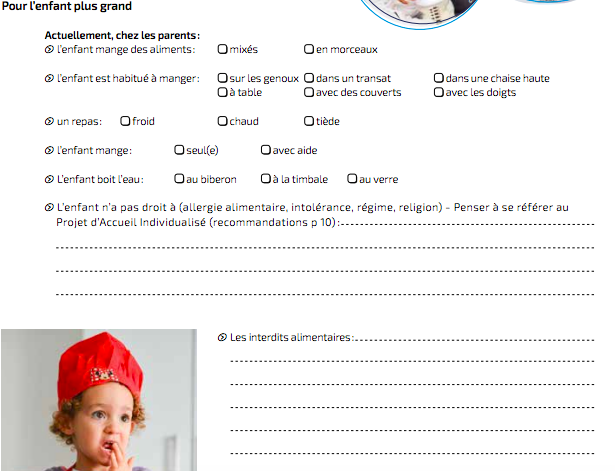 Pour l'enfant plus grand
Actuellement, chez les parents:
l'enfant mange des aliments: mixés en morceaux
l'enfant est habitué à manger: sur les genoux dans un transat dans une chaise haute
à table avec des couverts avec les doigts
un repas: froid chaud tiède
l'enfant mange: seul(e) avec aide
L'enfant boit l'eau: au biberon à la timbale au verre
L'enfant n'a pas droit à (allergie alimentaire, intolérance, régime, religion) - Penser à se référer au
Projet d'Accueil Individualisé (recommandations p 10):
Les interdits alimentaires: